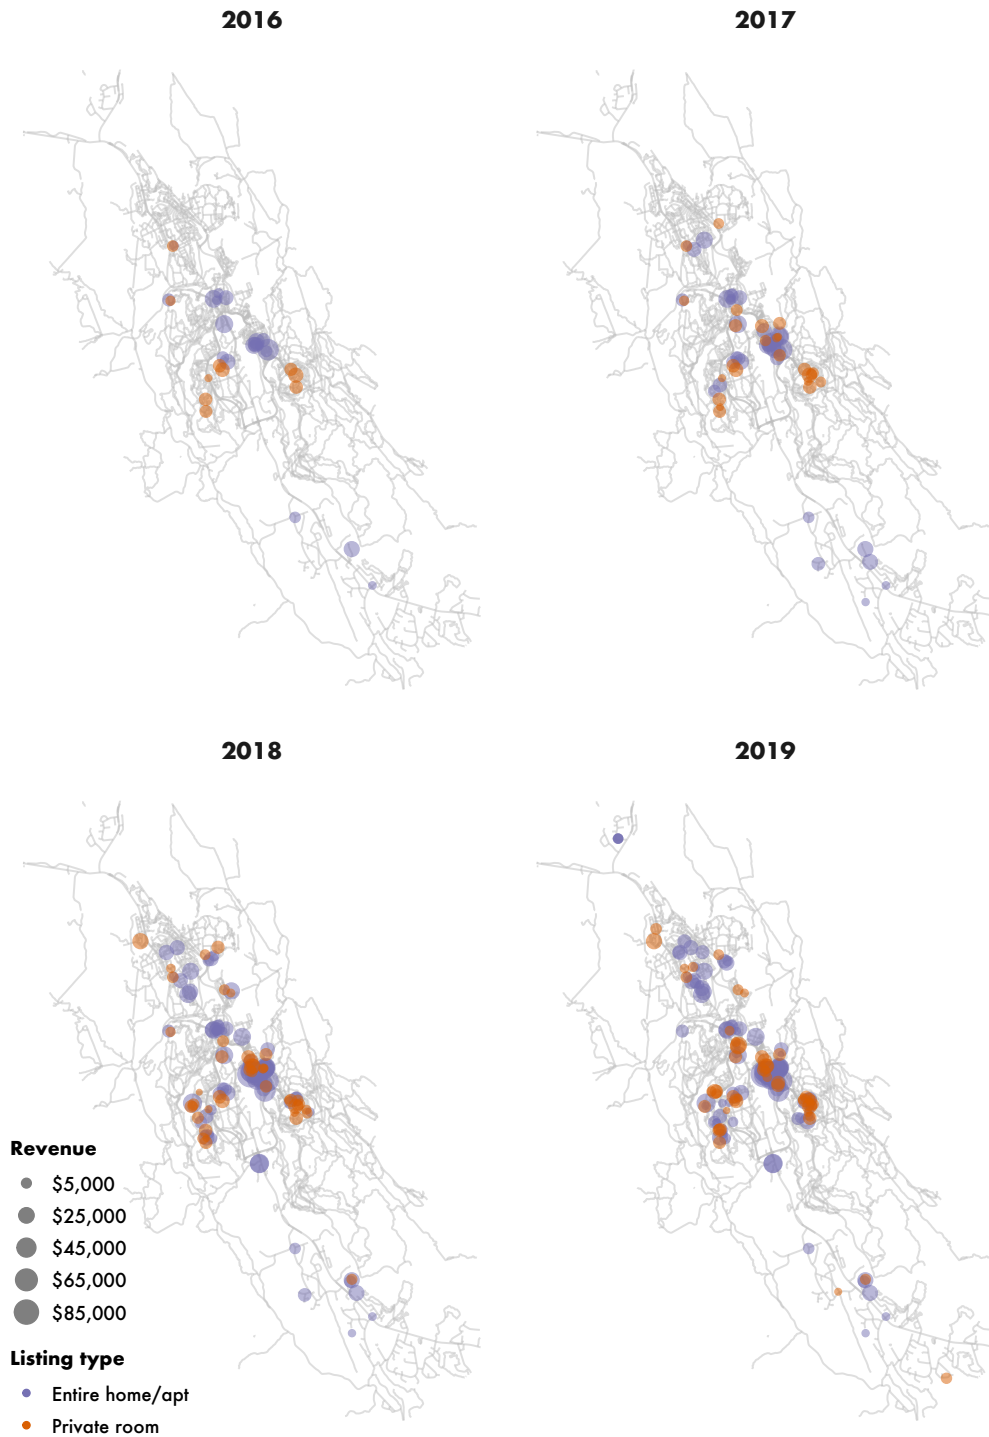 2016
2017
2018
2019
Revenue
$5,000
$25,000
$45,000
$65,000
$85,000
Listing type
Entire home/apt
Private room